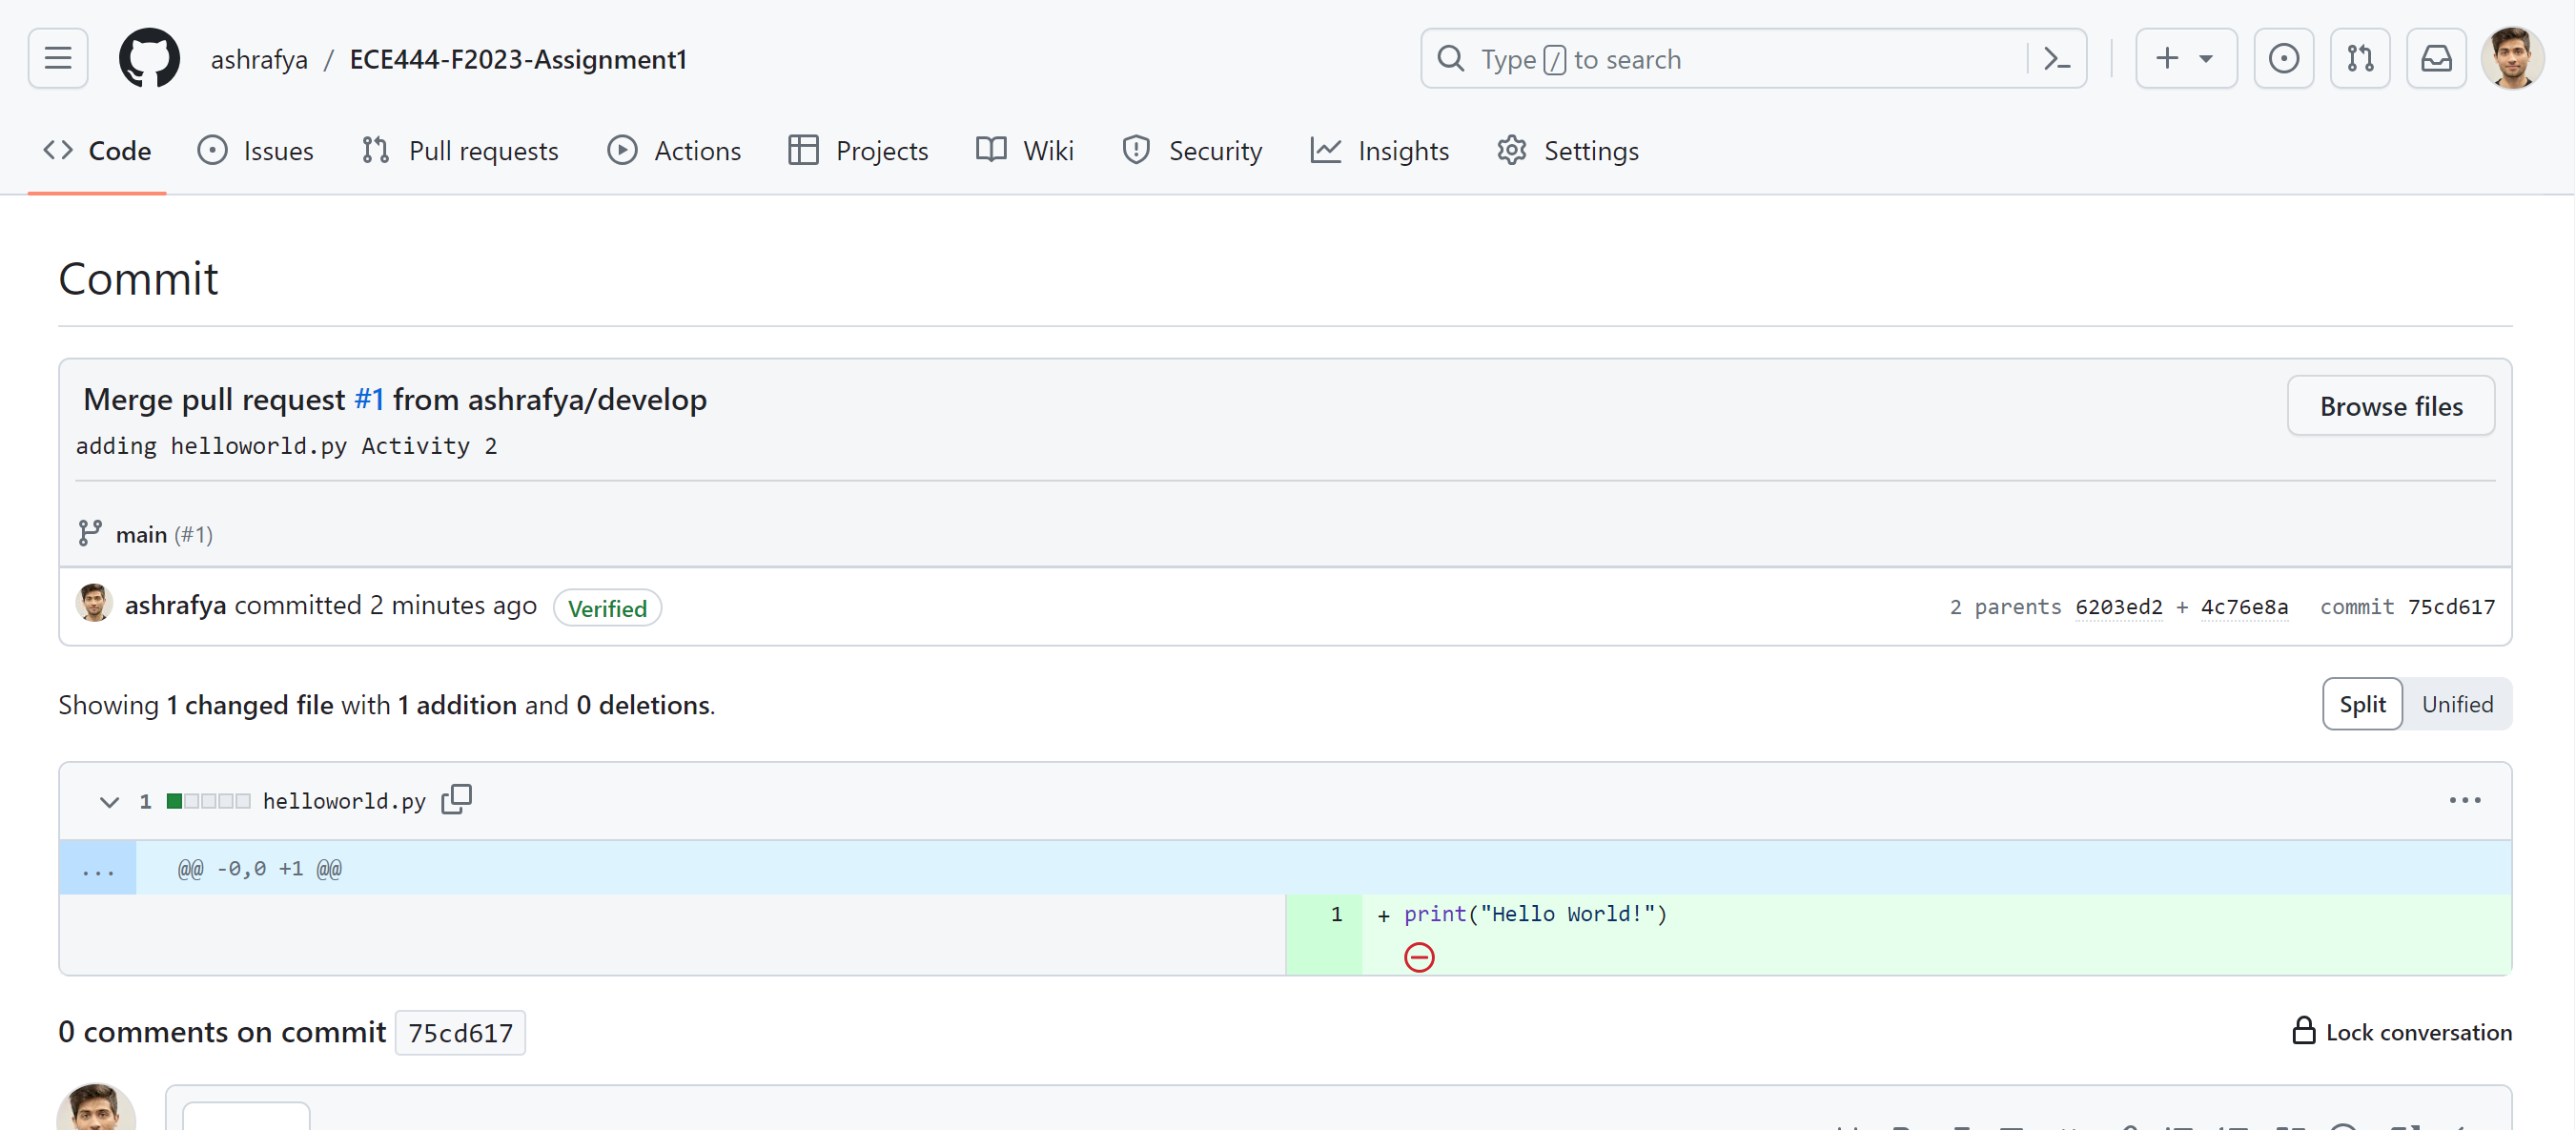 ashrafya / ECE444-F2023-Assignment1
Type / to search
Code Issues Pull requests Actions Projects Wiki Security Insights Settings
Commit
Merge pull request #1 from ashrafya/develop
Browse files
adding helloworld.py Activity 2
main (#1)
ashrafya committed 2 minutes ago Verified 2 parents 6203ed2 + 4c76e8a commit 75cd617
Showing 1 changed file with 1 addition and 0 deletions. Split Unified
1 helloworld.py
... @@ -0,0 +1 @@
1 + print("Hello World!")
0 comments on commit 75cd617 Lock conversation